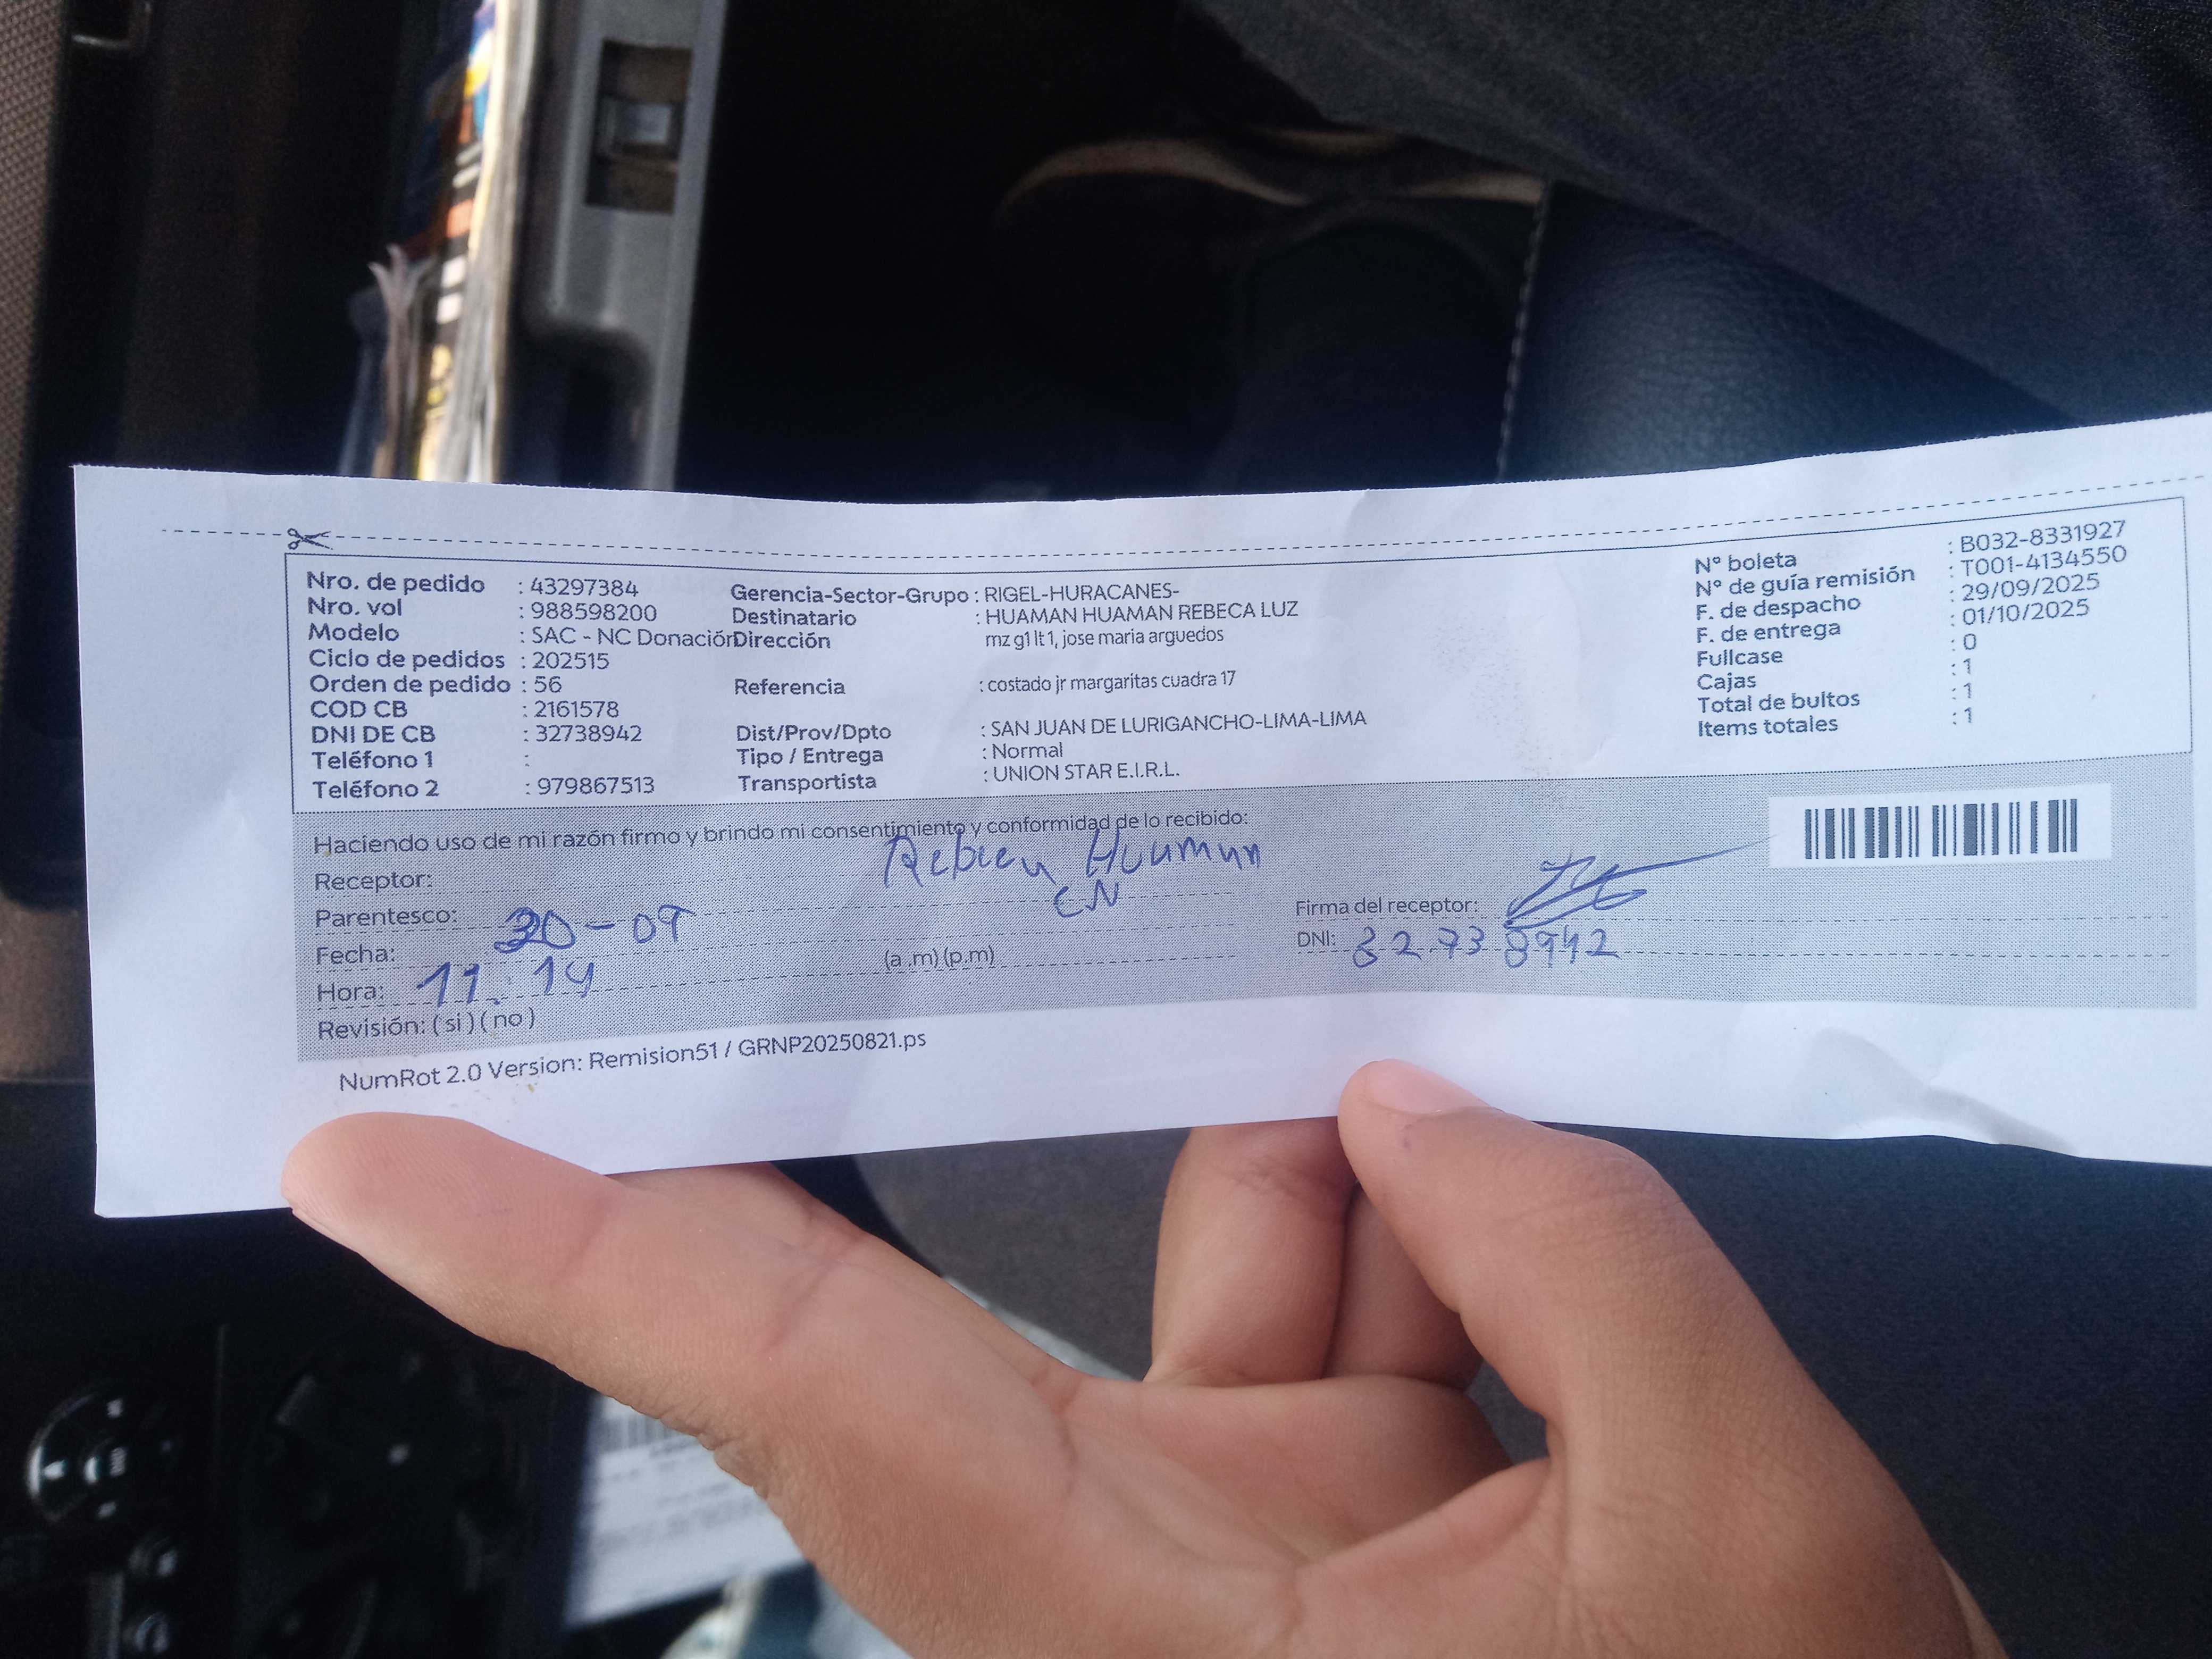 Nro. de pedido : 43297384
Nro. vol : 988598200
Modelo : SAC - NC Donación
Ciclo de pedidos : 202515
Orden de pedido : 56
COD CB : 2161578
DNI DE CB : 32738942
Teléfono 1 :
Teléfono 2 : 979867513
Gerencia-Sector-Grupo : RIGEL-HURACANES-
Destinatario : HUAMAN HUAMAN REBECA LUZ
Dirección mz g1 lt 1, jose maria arguedos
Referencia : costado jr margaritas cuadra 17
Dist/Prov/Dpto : SAN JUAN DE LURIGANCHO-LIMA-LIMA
Tipo / Entrega : Normal
Transportista : UNION STAR E.I.R.L.
N° boleta : B032-8331927
N° de guía remisión : T001-4134550
F. de despacho : 29/09/2025
F. de entrega : 01/10/2025
Fullcase : 0
Cajas : 1
Total de bultos : 1
Items totales : 1
Haciendo uso de mi razón firmo y brindo mi consentimiento y conformidad de lo recibido:
Receptor: Huaman
Parentesco: CN
Fecha: 30-09
Hora: 11:14 (a .m) (p.m)
Revisión: ( si ) ( no )
Firma del receptor:
DNI: 32738942
NumRot 2.0 Version: Remision51 / GRNP20250821.ps